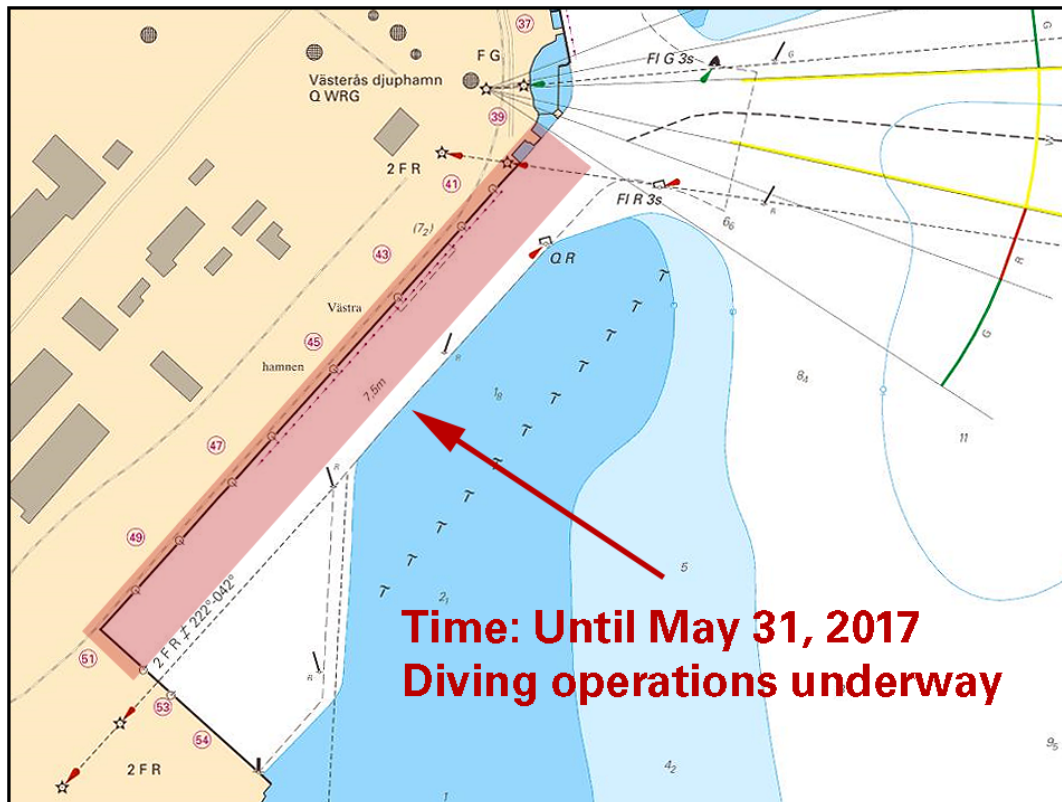 37
F G
Fl G 3s
G
G
Västerås djuphamn
Q WRG
39
W
2 F R
41
Fl R 3s
R
6₆
(7₂)
43
Q R
R
Västra
G
45
R
hamnen
7,5m
1₈
8₄
11
47
R
49
5
2₁
2 F R ‡ 222°-042°
Time: Until May 31, 2017
51
R
Diving operations underway
53
54
9₅
2 F R
4₂
1